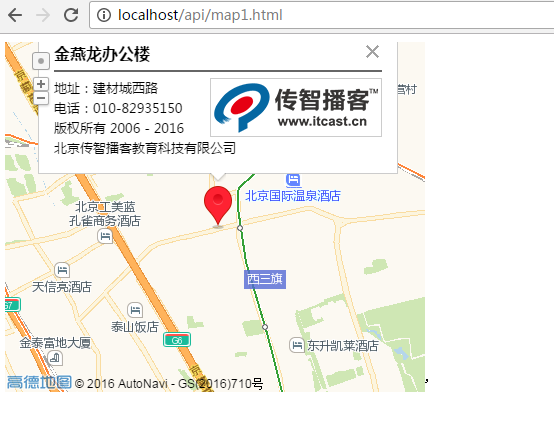 localhost/api/map1.html
金燕龙办公楼
地址：建材城西路
电话：010-82935150
版权所有 2006 - 2016
北京传智播客教育科技有限公司
传智播客™
www.itcast.cn
营村
北京国际温泉酒店
北京工美蓝
孔雀商务酒店
西三旗
天信亮酒店
泰山饭店
G6
金泰富地大厦
东升凯莱酒店
高德地图 © 2016 AutoNavi - GS(2016)710号
,